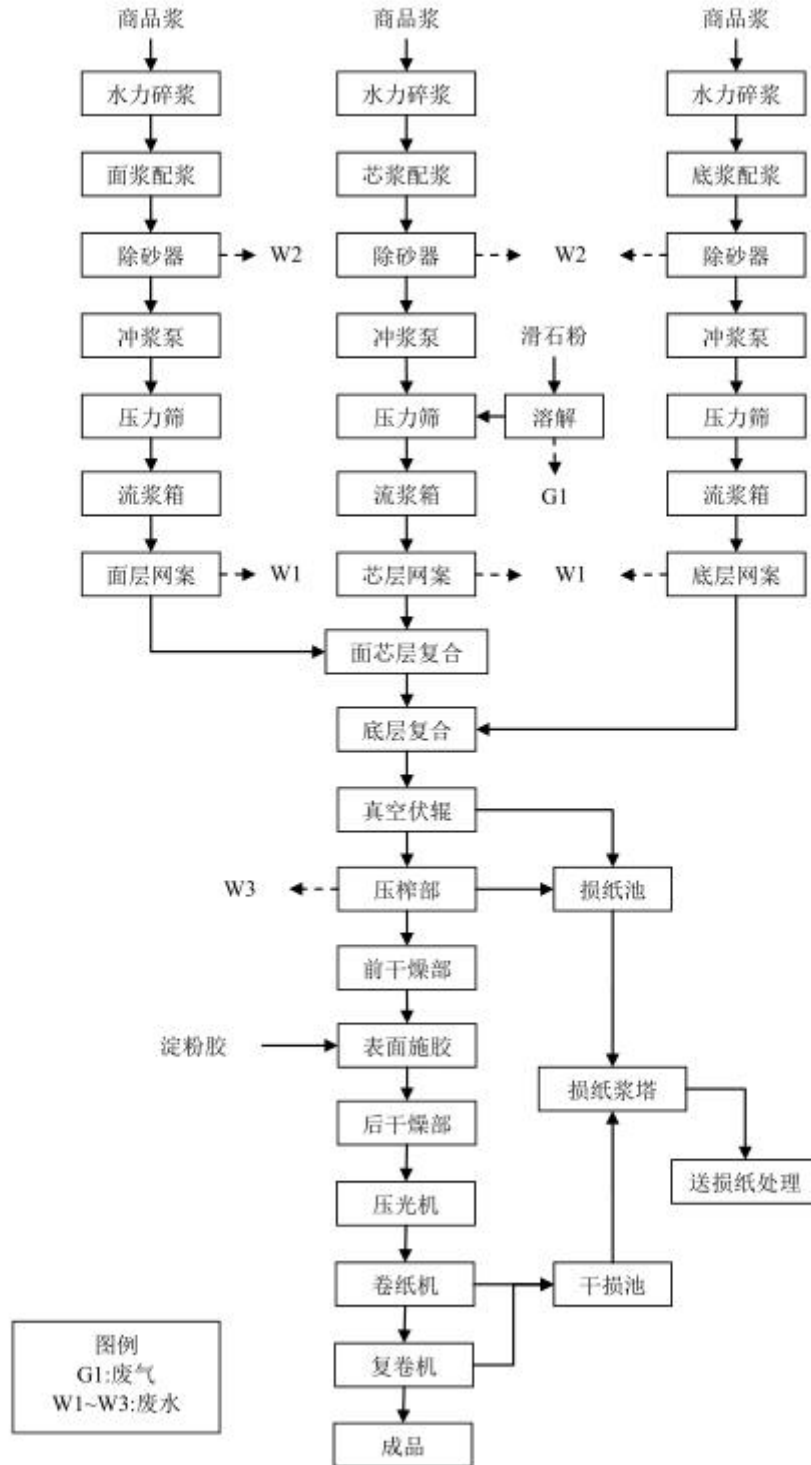 商品浆
商品浆
商品浆
水力碎浆
水力碎浆
水力碎浆
面浆配浆
芯浆配浆
底浆配浆
除砂器
W2
除砂器
W2
除砂器
冲浆泵
冲浆泵
滑石粉
冲浆泵
压力筛
压力筛
溶解
压力筛
流浆箱
流浆箱
G1
流浆箱
面层网案
W1
芯层网案
W1
底层网案
面芯层复合
底层复合
真空伏辊
W3
压榨部
损纸池
前干燥部
淀粉胶
表面施胶
损纸浆塔
后干燥部
送损纸处理
压光机
卷纸机
干损池
复卷机
成品
图例
G1:废气
W1~W3:废水